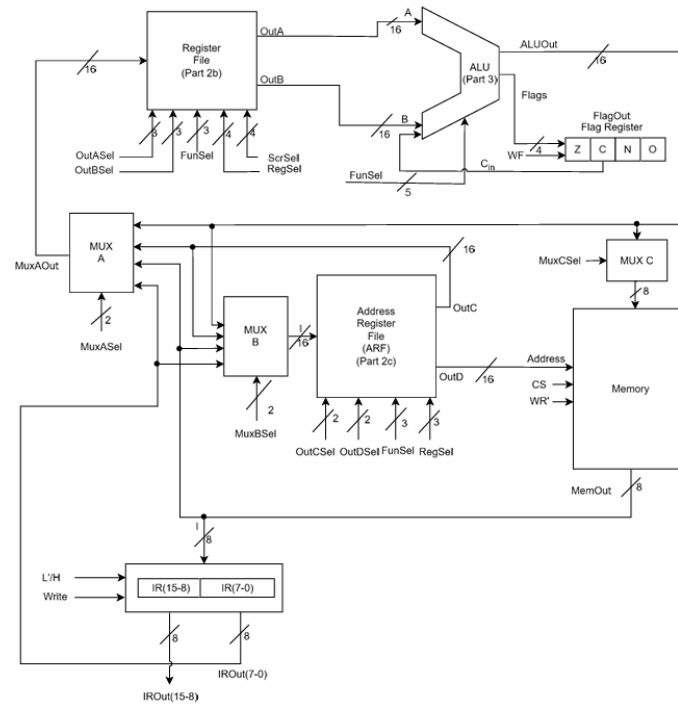 OutA
A
16
ALUOut
16
16
Register
File
(Part 2b)
ALU
(Part 3)
OutB
B
16
Flags
FlagOut
Flag Register
3
3
3
4
4
OutASel
OutBSel
FunSel
ScrSel
RegSel
WF
4
Z
C
N
O
Cin
FunSel
5
MUX
A
MuxAOut
16
MuxCSel
MUX C
8
2
MuxASel
OutC
MUX
B
I
16
Address
Register
File
(ARF)
(Part 2c)
OutD
16
Address
CS
WR'
Memory
2
MuxBSel
2
2
3
3
OutCSel
OutDSel
FunSel
RegSel
MemOut
8
I
8
L'/H
Write
IR(15-8)
IR(7-0)
8
8
IROut(7-0)
IROut(15-8)